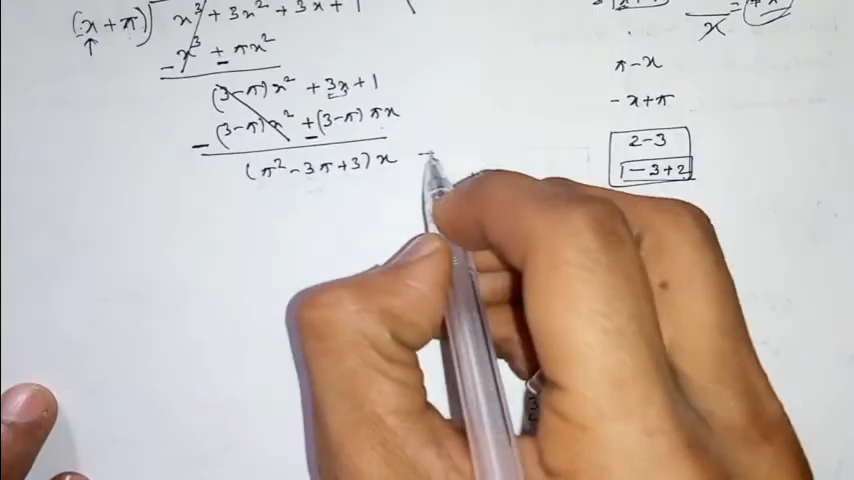 (x + π) x³ + 3x² + 3x + 1
- x³ + πx²
(3-π) x² + 3x + 1
- (3-π) x² + (3-π) πx
(π² - 3π + 3) x
π - x
- x + π
2 - 3
1 - 3 + 2